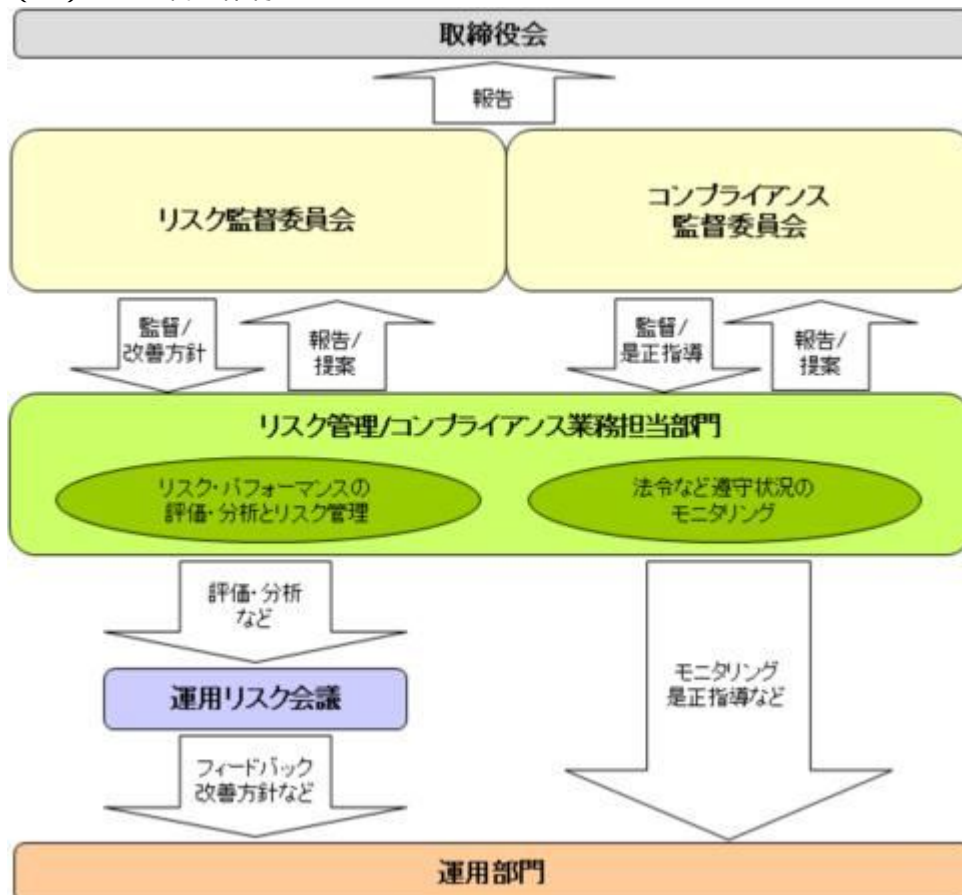 取締役会
報告
リスク監督委員会
コンプライアンス
監督委員会
監督/
改善方針
報告/
提案
監督/
是正指導
報告/
提案
リスク管理/コンプライアンス業務担当部門
リスク・パフォーマンスの
評価・分析とリスク管理
法令など遵守状況の
モニタリング
評価・分析
など
運用リスク会議
モニタリング
是正指導など
フィードバック
改善方針など
運用部門